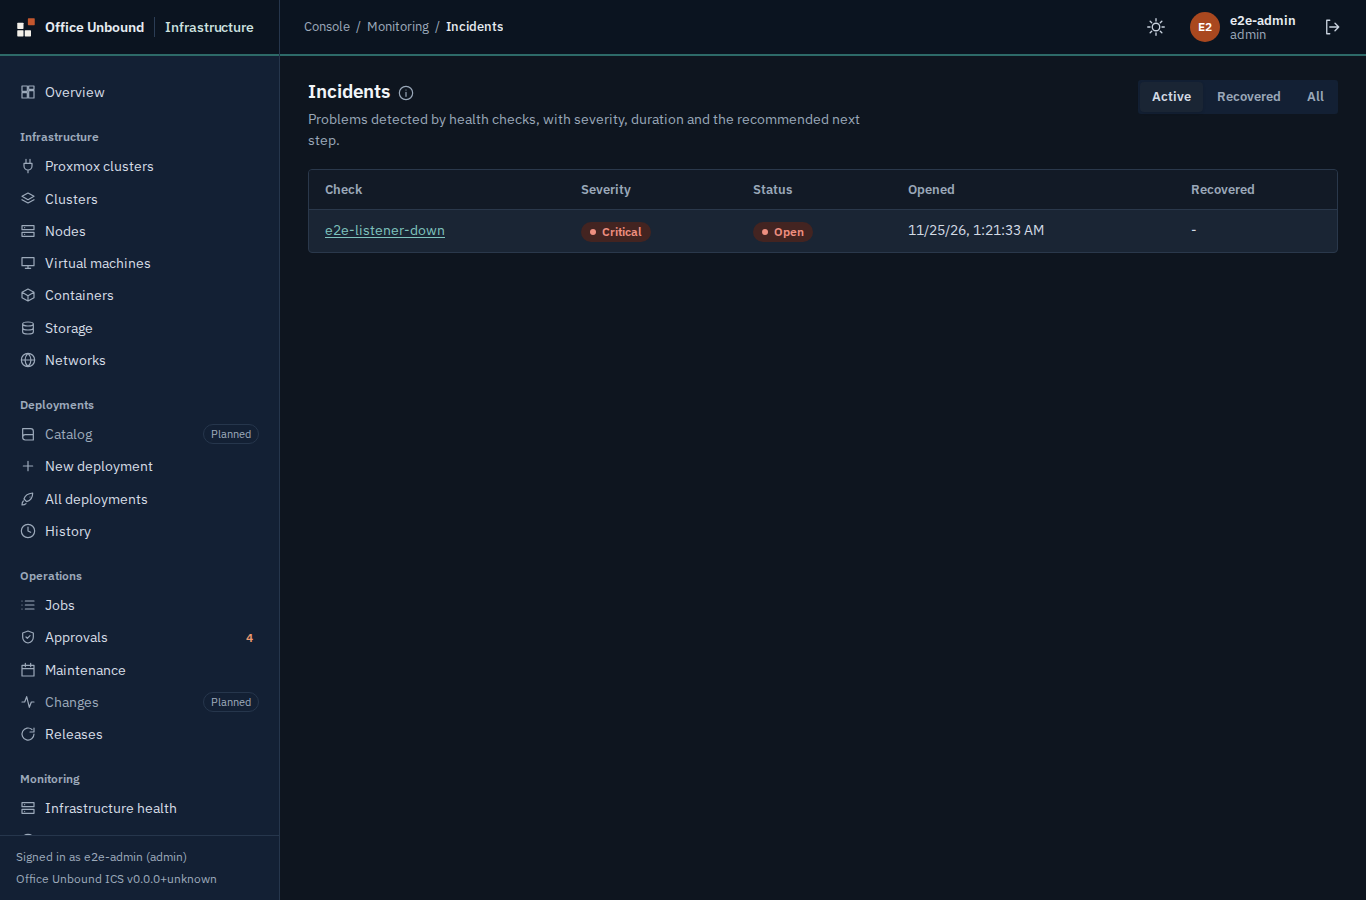 Office Unbound
Infrastructure
Console / Monitoring / Incidents
E2
e2e-admin
admin
Overview
Infrastructure
Proxmox clusters
Clusters
Nodes
Virtual machines
Containers
Storage
Networks
Deployments
Catalog
Planned
New deployment
All deployments
History
Operations
Jobs
Approvals
4
Maintenance
Changes
Planned
Releases
Monitoring
Infrastructure health
Signed in as e2e-admin (admin)
Office Unbound ICS v0.0.0+unknown
Incidents
Problems detected by health checks, with severity, duration and the recommended next
step.
Active
Recovered
All
Check
Severity
Status
Opened
Recovered
e2e-listener-down
Critical
Open
11/25/26, 1:21:33 AM
-